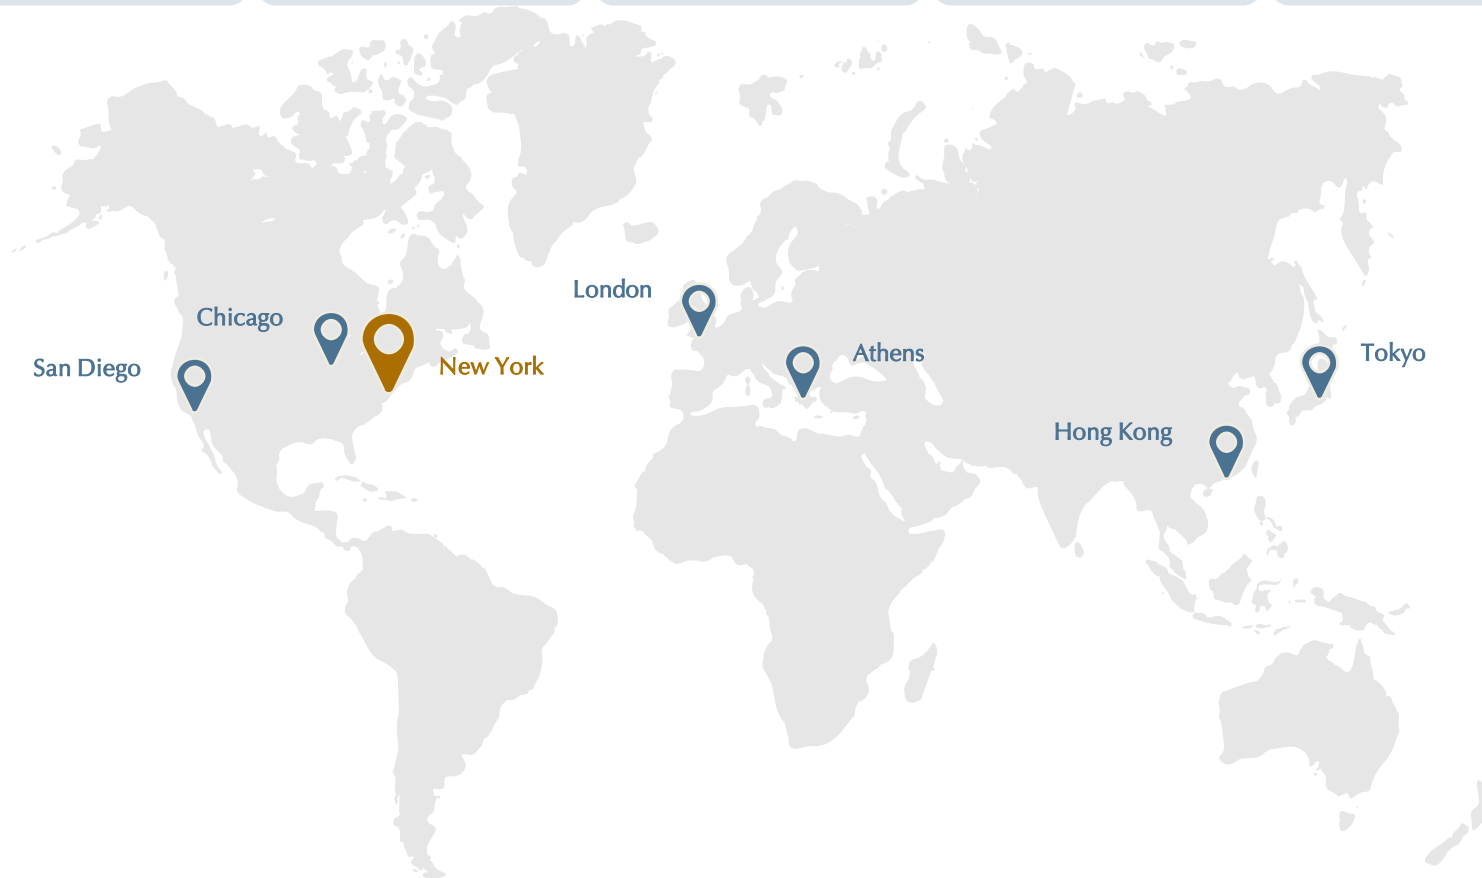 London
Chicago
Athens
Tokyo
San Diego
New York
Hong Kong